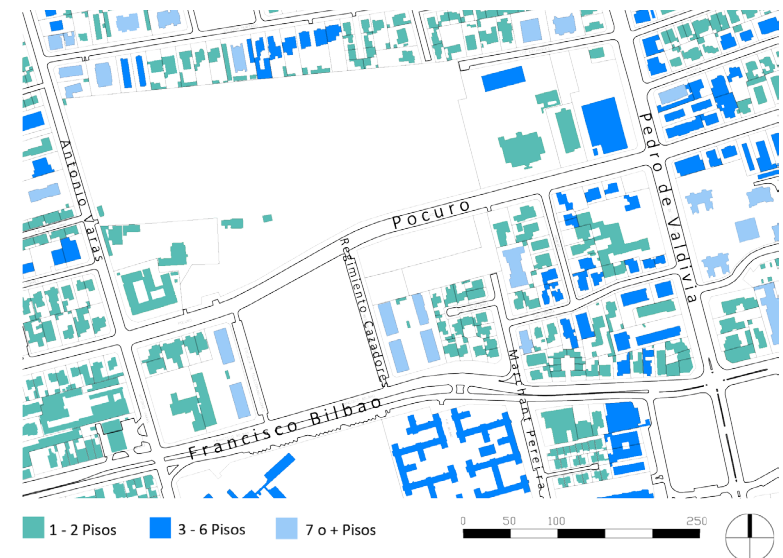 Antonio Varas
Pedro de Valdivia
Pocuro
Regimiento Cazadores
Marchant Pereira
Francisco Bilbao
1 - 2 Pisos
3 - 6 Pisos
7 o + Pisos
0 50 100 150 250